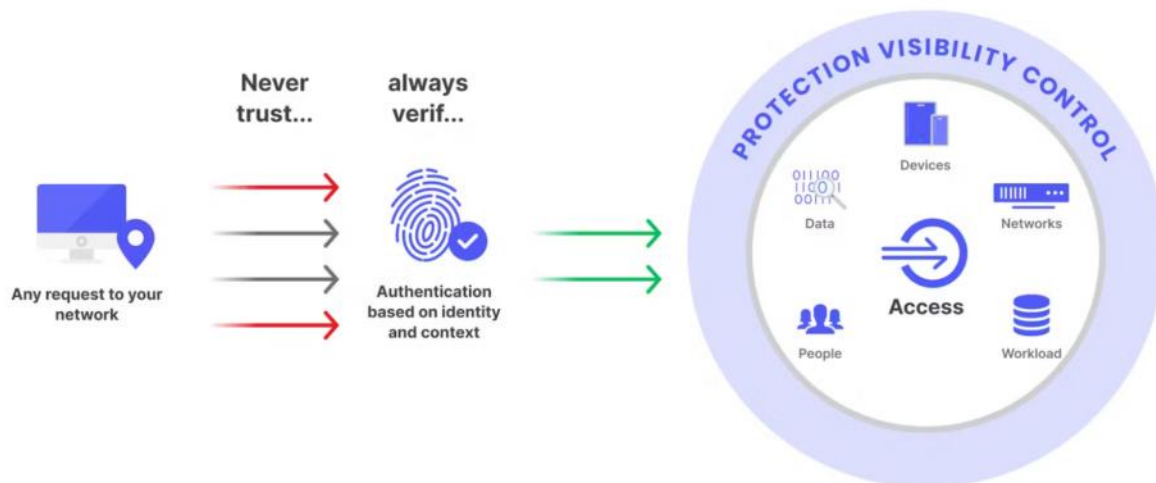 Never
trust...
always
verif...
Any request to your
network
Authentication
based on identity
and context
PROTECTION VISIBILITY CONTROL
Devices
011100
Data
Networks
Access
People
Workload